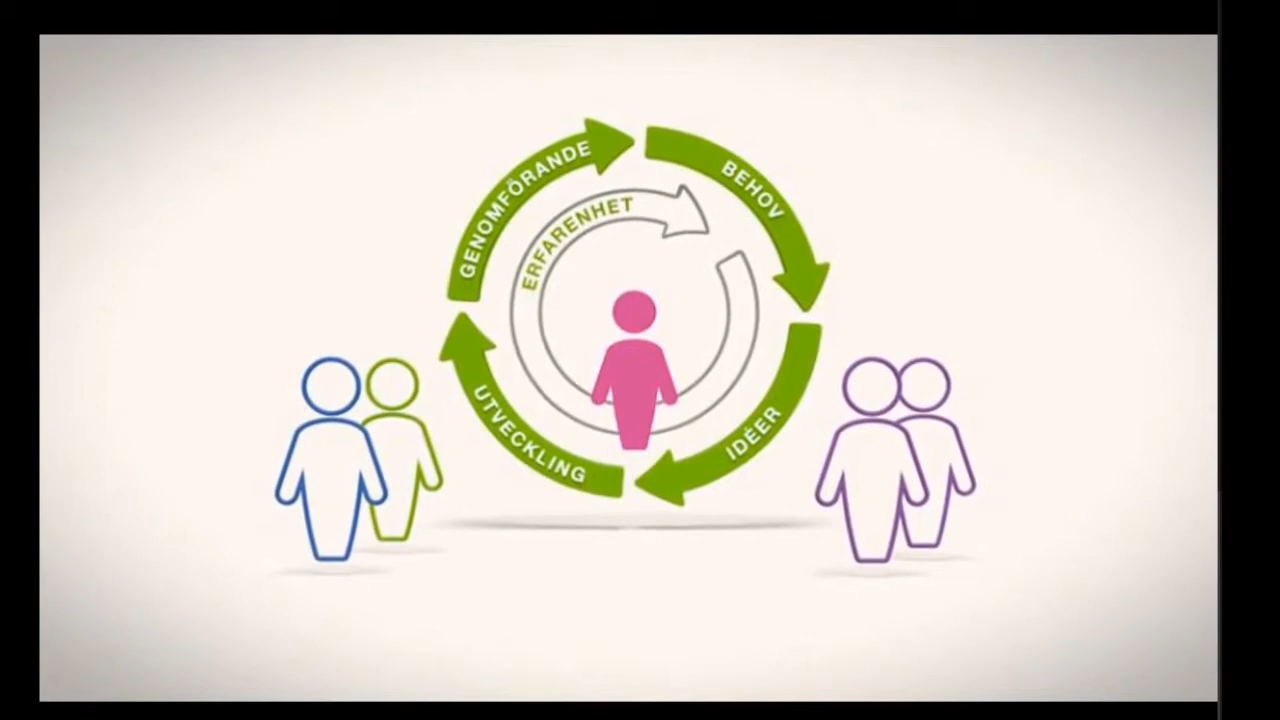 GENOMFÖRANDE
BEHOV
ERFARENHET
IDÉER
UTVECKLING